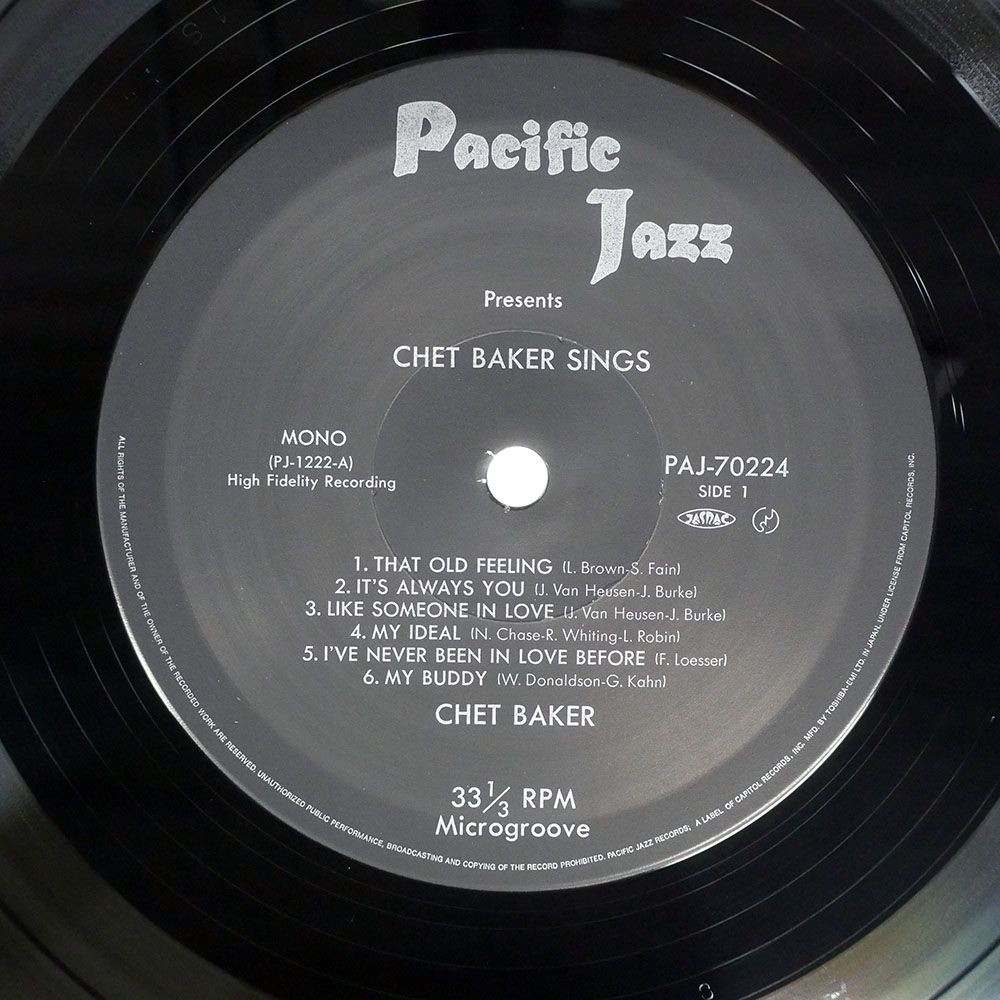 Pacific
Jazz
Presents
CHET BAKER SINGS
MONO
(PJ-1222-A)
High Fidelity Recording
PAJ-70224
SIDE 1
JASRAC
1. THAT OLD FEELING (L. Brown-S. Fain)
2. IT'S ALWAYS YOU (J. Van Heusen-J. Burke)
3. LIKE SOMEONE IN LOVE (J. Van Heusen-J. Burke)
4. MY IDEAL (N. Chase-R. Whiting-L. Robin)
5. I'VE NEVER BEEN IN LOVE BEFORE (F. Loesser)
6. MY BUDDY (W. Donaldson-G. Kahn)
CHET BAKER
33 1/3 RPM
Microgroove
ALL RIGHTS OF THE MANUFACTURER AND OF THE OWNER OF THE RECORDED WORK ARE RESERVED. UNAUTHORIZED PUBLIC PERFORMANCE, BROADCASTING AND COPYING OF THE RECORD PROHIBITED. PACIFIC JAZZ RECORDS; A LABEL OF CAPITOL RECORDS, INC. MFD. BY TOSHIBA-EMI LTD. IN JAPAN, UNDER LICENSE FROM CAPITOL RECORDS, INC.